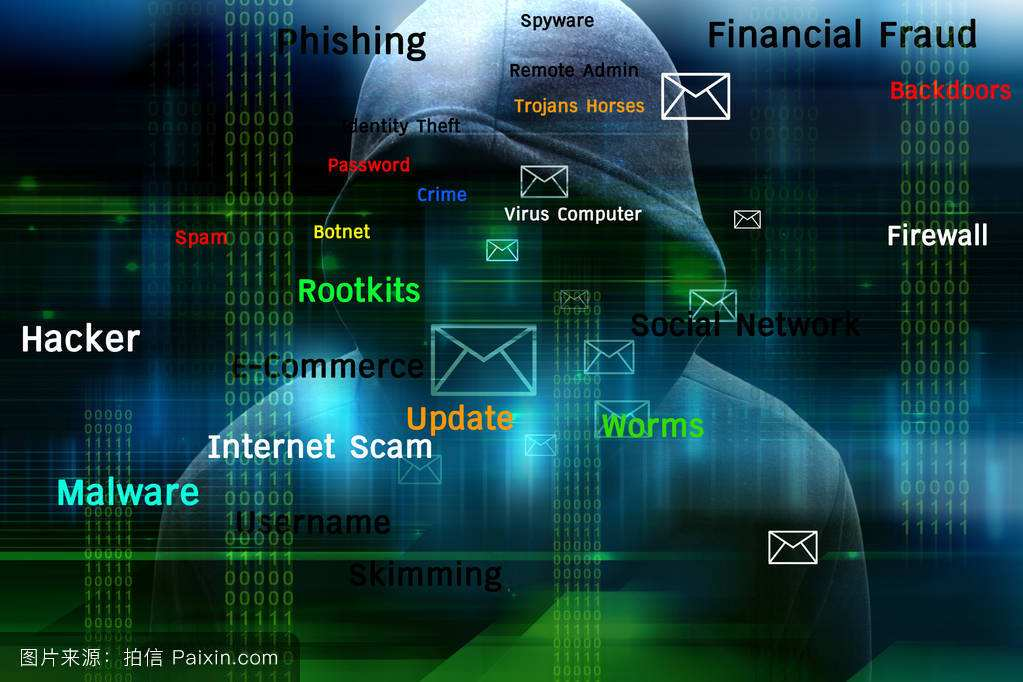 Spyware
Phishing
Financial Fraud
Remote Admin
Backdoors
Trojans Horses
Identity Theft
Password
Crime
Virus Computer
Spam
Botnet
Firewall
Rootkits
Social Network
Hacker
E-Commerce
Update
Worms
Internet Scam
Malware
Username
Skimming
图片来源：拍信 Paixin.com